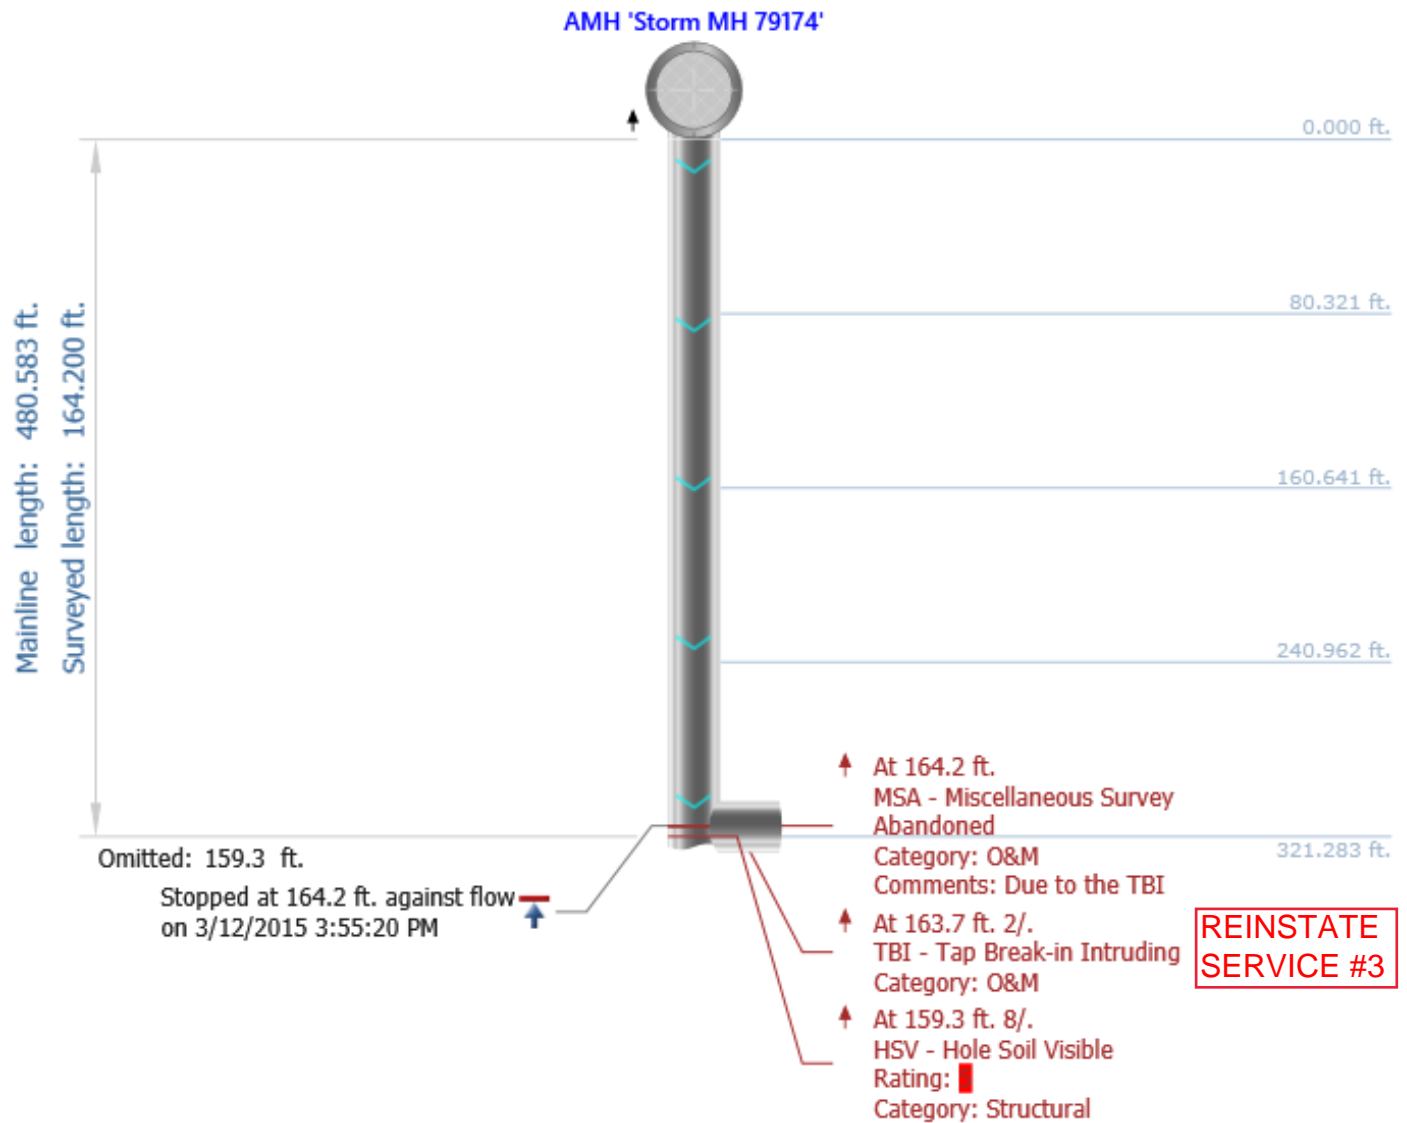 AMH 'Storm MH 79174'
0.000 ft.
80.321 ft.
160.641 ft.
240.962 ft.
321.283 ft.
Mainline length: 480.583 ft.
Surveyed length: 164.200 ft.
Omitted: 159.3 ft.
Stopped at 164.2 ft. against flow
on 3/12/2015 3:55:20 PM
At 164.2 ft.
MSA - Miscellaneous Survey
Abandoned
Category: O&M
Comments: Due to the TBI
At 163.7 ft. 2/.
TBI - Tap Break-in Intruding
Category: O&M
REINSTATE
SERVICE #3
At 159.3 ft. 8/.
HSV - Hole Soil Visible
Rating:
Category: Structural